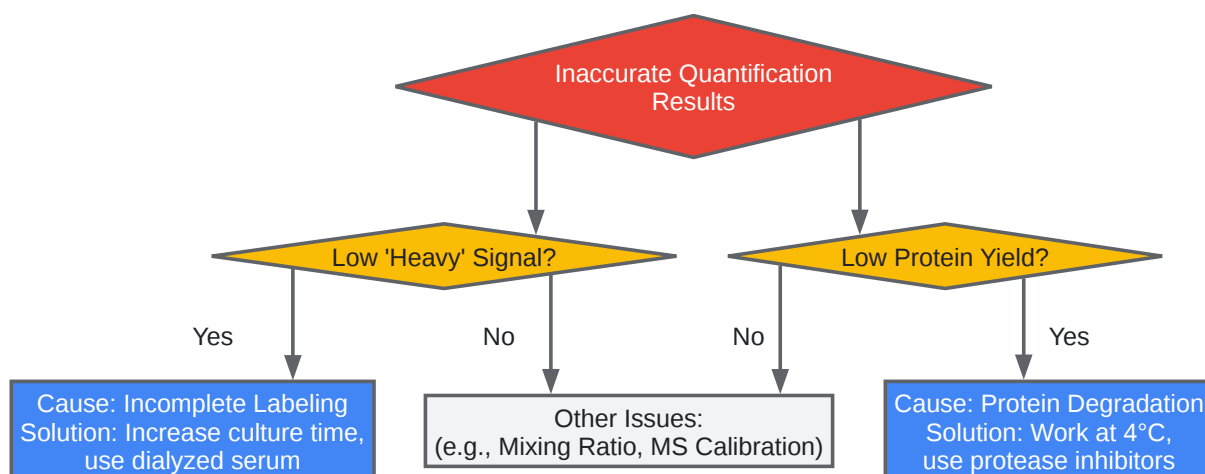 Inaccurate Quantification
Results
Low 'Heavy' Signal?
Low Protein Yield?
Yes
No
No
Yes
Cause: Incomplete Labeling
Solution: Increase culture time,
use dialyzed serum
Other Issues:
(e.g., Mixing Ratio, MS Calibration)
Cause: Protein Degradation
Solution: Work at 4°C,
use protease inhibitors